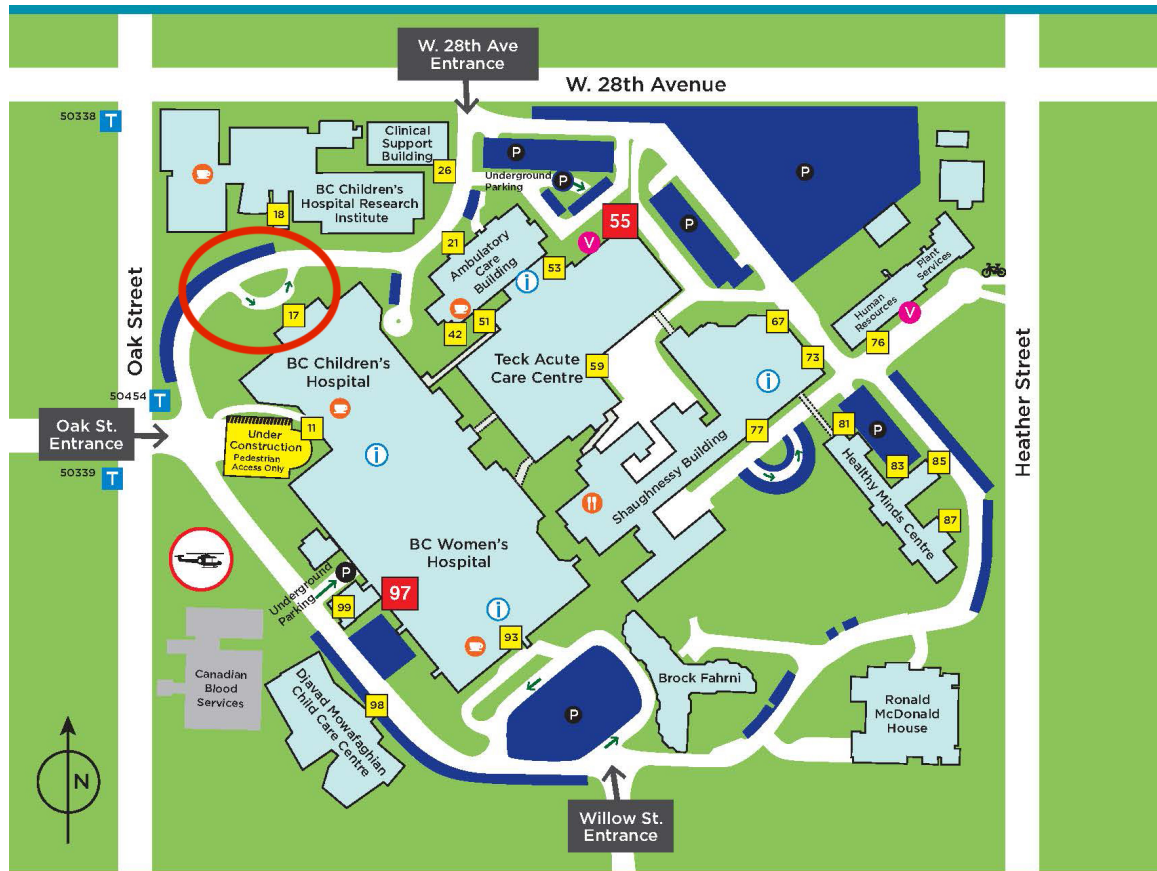 W. 28th Ave
Entrance
W. 28th Avenue
50338
T
Clinical
Support
Building
26
P
Underground
Parking
P
P
BC Children's
Hospital Research
Institute
18
21
Ambulatory
Care
Building
55
V
53
i
P
Plant
Services
Human
Resources
V
76
Oak Street
17
42
51
67
73
BC Children's
Hospital
Teck Acute
Care Centre
59
i
50454
T
Oak St.
Entrance
11
Under
Construction
Pedestrian
Access Only
i
50339
T
77
81
P
83
85
87
Healthy Minds
Centre
Shaughnessy Building
Heather Street
BC Women's
Hospital
Underground
Parking
P
97
99
i
93
Canadian
Blood
Services
Djavad Mowafaghian
Child Care Centre
98
P
Brock Fahrni
Ronald
McDonald
House
N
Willow St.
Entrance